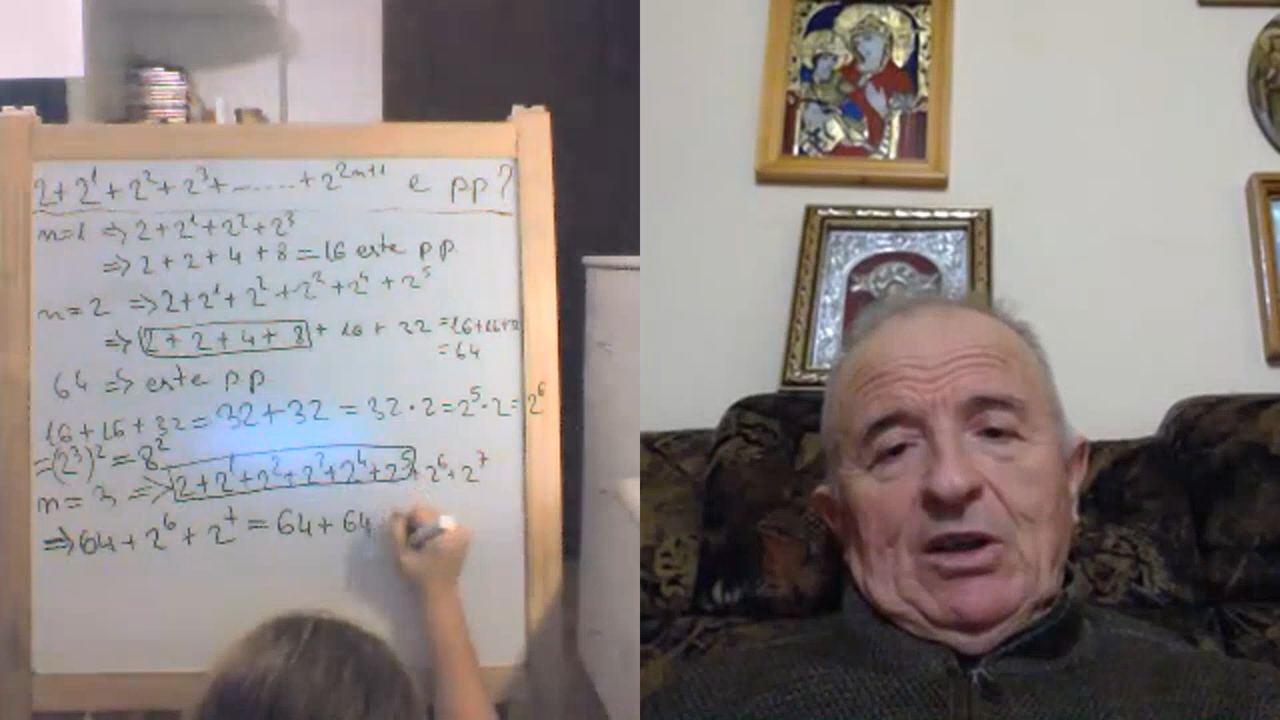 2+2¹+2²+2³+......+2²ⁿ⁺¹ e pp?
n=1 => 2+2¹+2²+2³
=> 2+2+4+8=16 este p.p.
n=2 => 2+2¹+2²+2³+2⁴+2⁵
=> 2+2+4+8 + 16 + 32 =16+16+32
=64
64 => este p.p.
16+16+32=32+32=32·2=2⁵·2=2⁶
=(2³)²=8²
n=3 => 2+2¹+2²+2³+2⁴+2⁵+2⁶+2⁷
=> 64+2⁶+2⁷=64+64